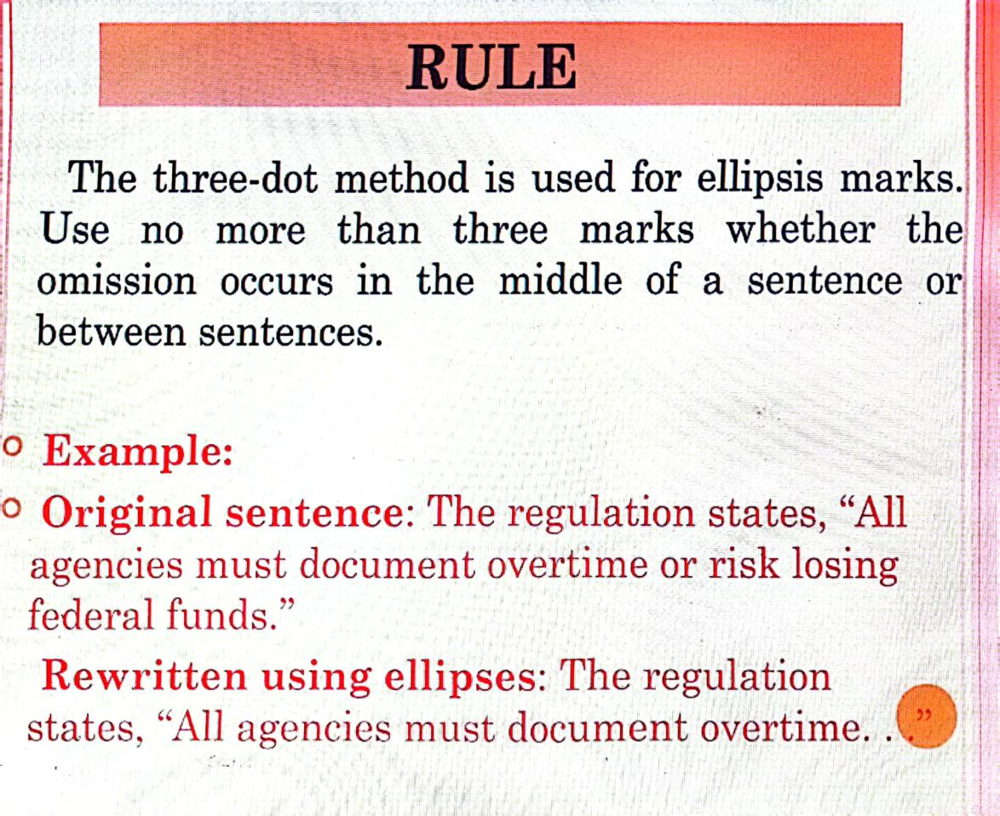 RULE
The three-dot method is used for ellipsis marks.
Use no more than three marks whether the
omission occurs in the middle of a sentence or
between sentences.
Example:
Original sentence: The regulation states, “All
agencies must document overtime or risk losing
federal funds.”
Rewritten using ellipses: The regulation
states, “All agencies must document overtime. . .”